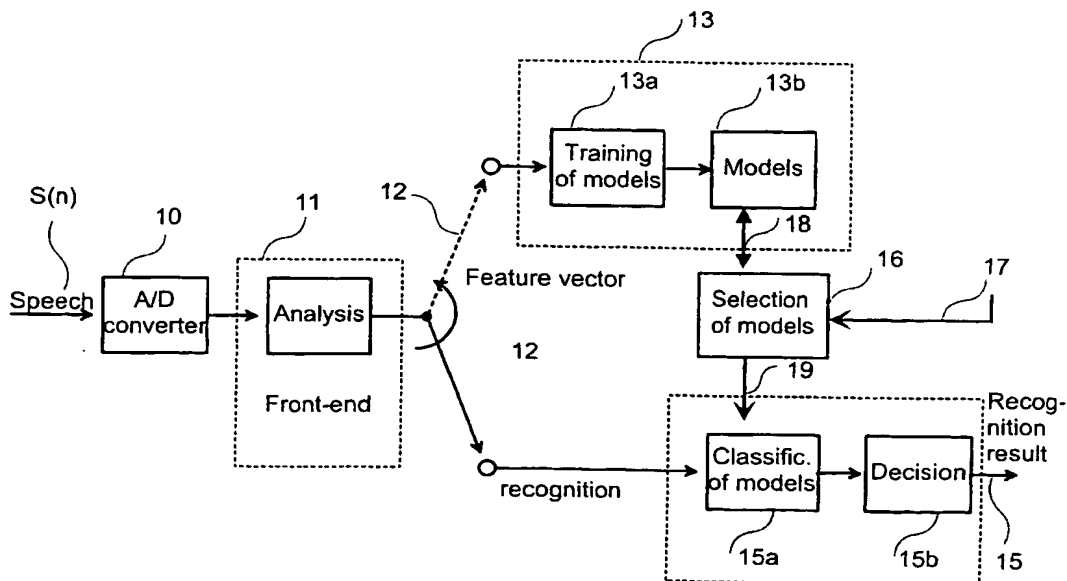 13
13a
13b
Training
of models
Models
S(n)
10
11
12
18
Feature vector
16
17
Speech
A/D
converter
Analysis
Selection
of models
12
19
Front-end
Recog-
nition
result
Classific.
of models
Decision
recognition
15a
15b
15